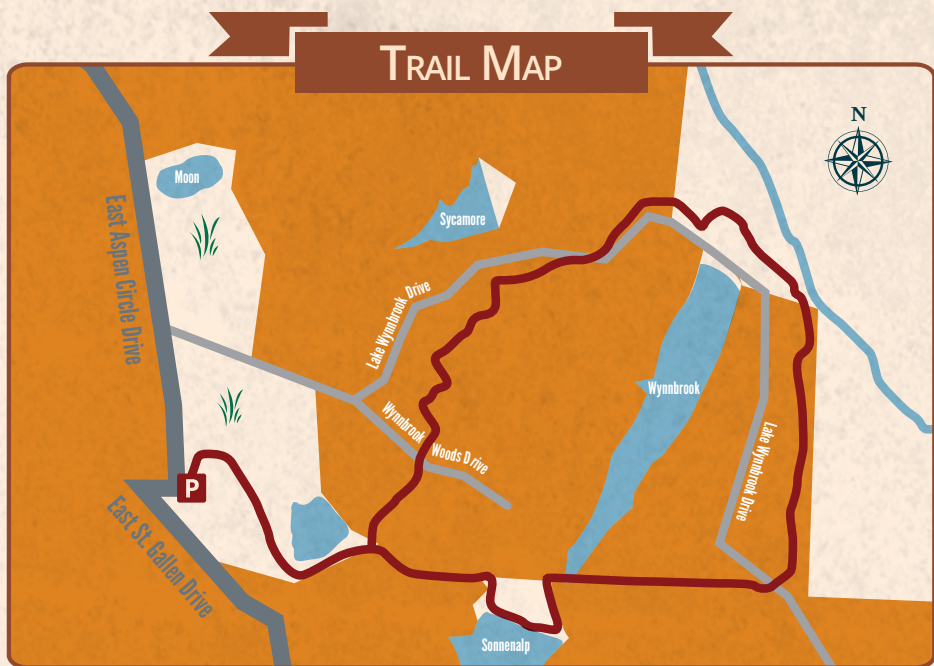 TRAIL MAP
N
Moon
Sycamore
East Aspen Circle Drive
Lake Wynnbrook Drive
Wynnbrook
Wynnbrook Woods Drive
Lake Wynnbrook Drive
P
East St. Gallen Drive
Sonnenalp